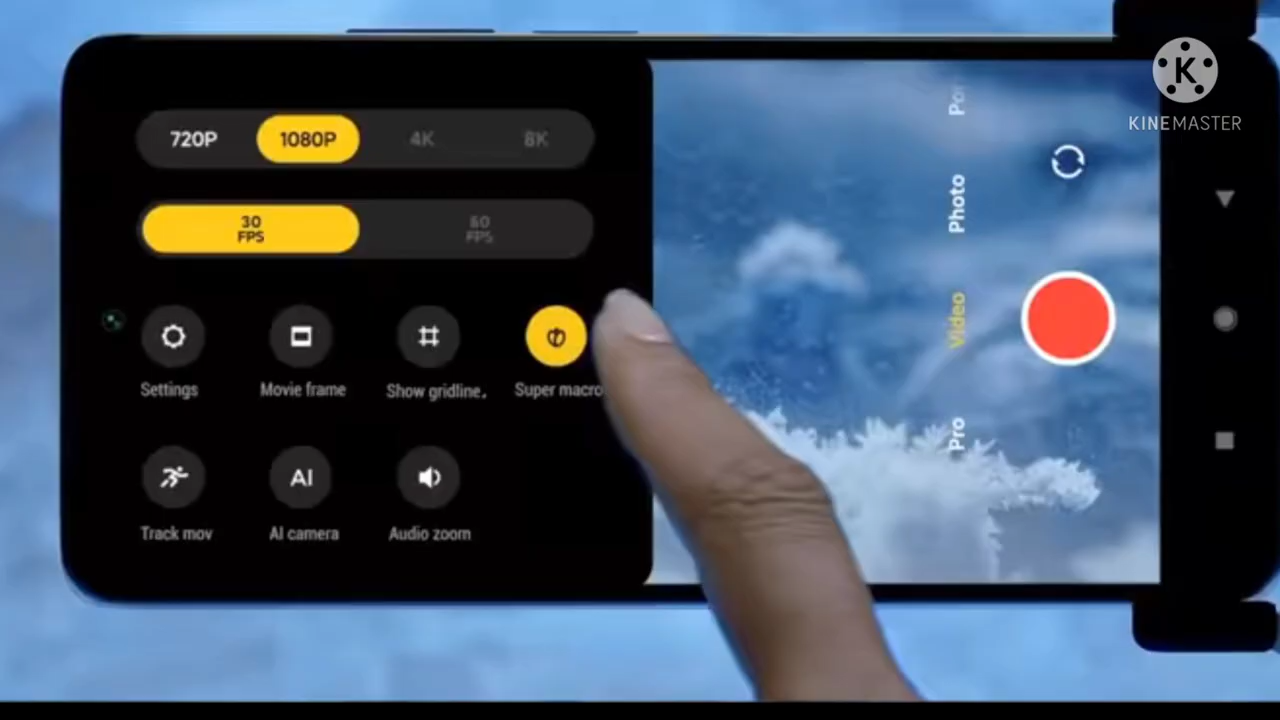 720P 1080P 4K 8K
30 FPS
60 FPS
Settings Movie frame Show gridline. Super macro
Track mov AI camera Audio zoom
AI
Por
Photo
Video
Pro
K
KINEMASTER